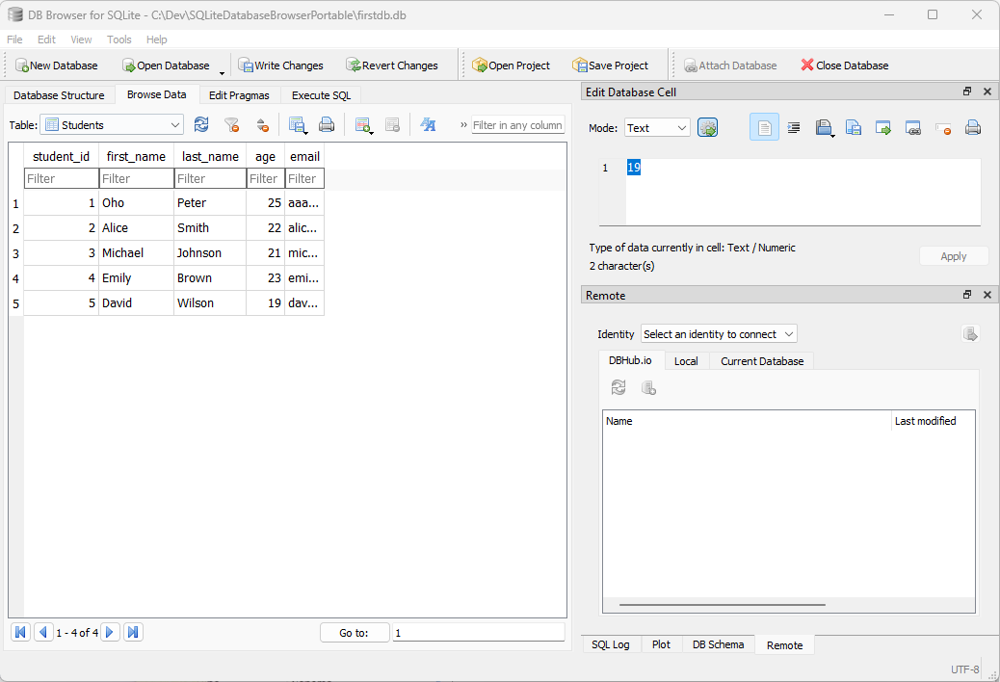 DB Browser for SQLite - C:\Dev\SQLiteDatabaseBrowserPortable\firstdb.db
File Edit View Tools Help
New Database Open Database Write Changes Revert Changes Open Project Save Project Attach Database Close Database
Database Structure Browse Data Edit Pragmas Execute SQL
Table: Students » Filter in any column
student_id first_name last_name age email
Filter Filter Filter Filter Filter
1 1 Oho Peter 25 aaa...
2 2 Alice Smith 22 alic...
3 3 Michael Johnson 21 mic...
4 4 Emily Brown 23 emi...
5 5 David Wilson 19 dav...
1 - 4 of 4 Go to: 1
Edit Database Cell
Mode: Text
1 19
Type of data currently in cell: Text / Numeric
2 character(s)
Apply
Remote
Identity Select an identity to connect
DBHub.io Local Current Database
Name Last modified
SQL Log Plot DB Schema Remote
UTF-8